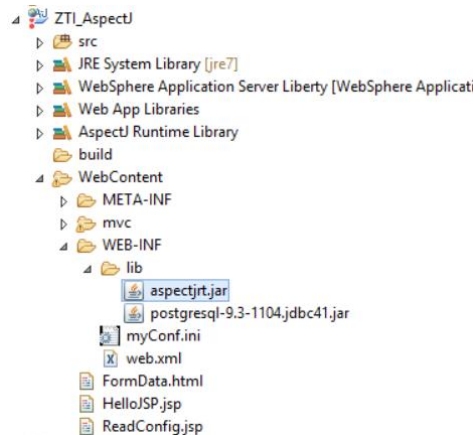 ZTI_AspectJ
src
JRE System Library [jre7]
WebSphere Application Server Liberty [WebSphere Applicati
Web App Libraries
AspectJ Runtime Library
build
WebContent
META-INF
mvc
WEB-INF
lib
aspectjrt.jar
postgresql-9.3-1104.jdbc41.jar
myConf.ini
web.xml
FormData.html
HelloJSP.jsp
ReadConfig.jsp